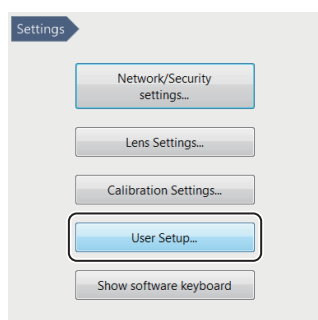 Settings
Network/Security
settings...
Lens Settings...
Calibration Settings...
User Setup...
Show software keyboard